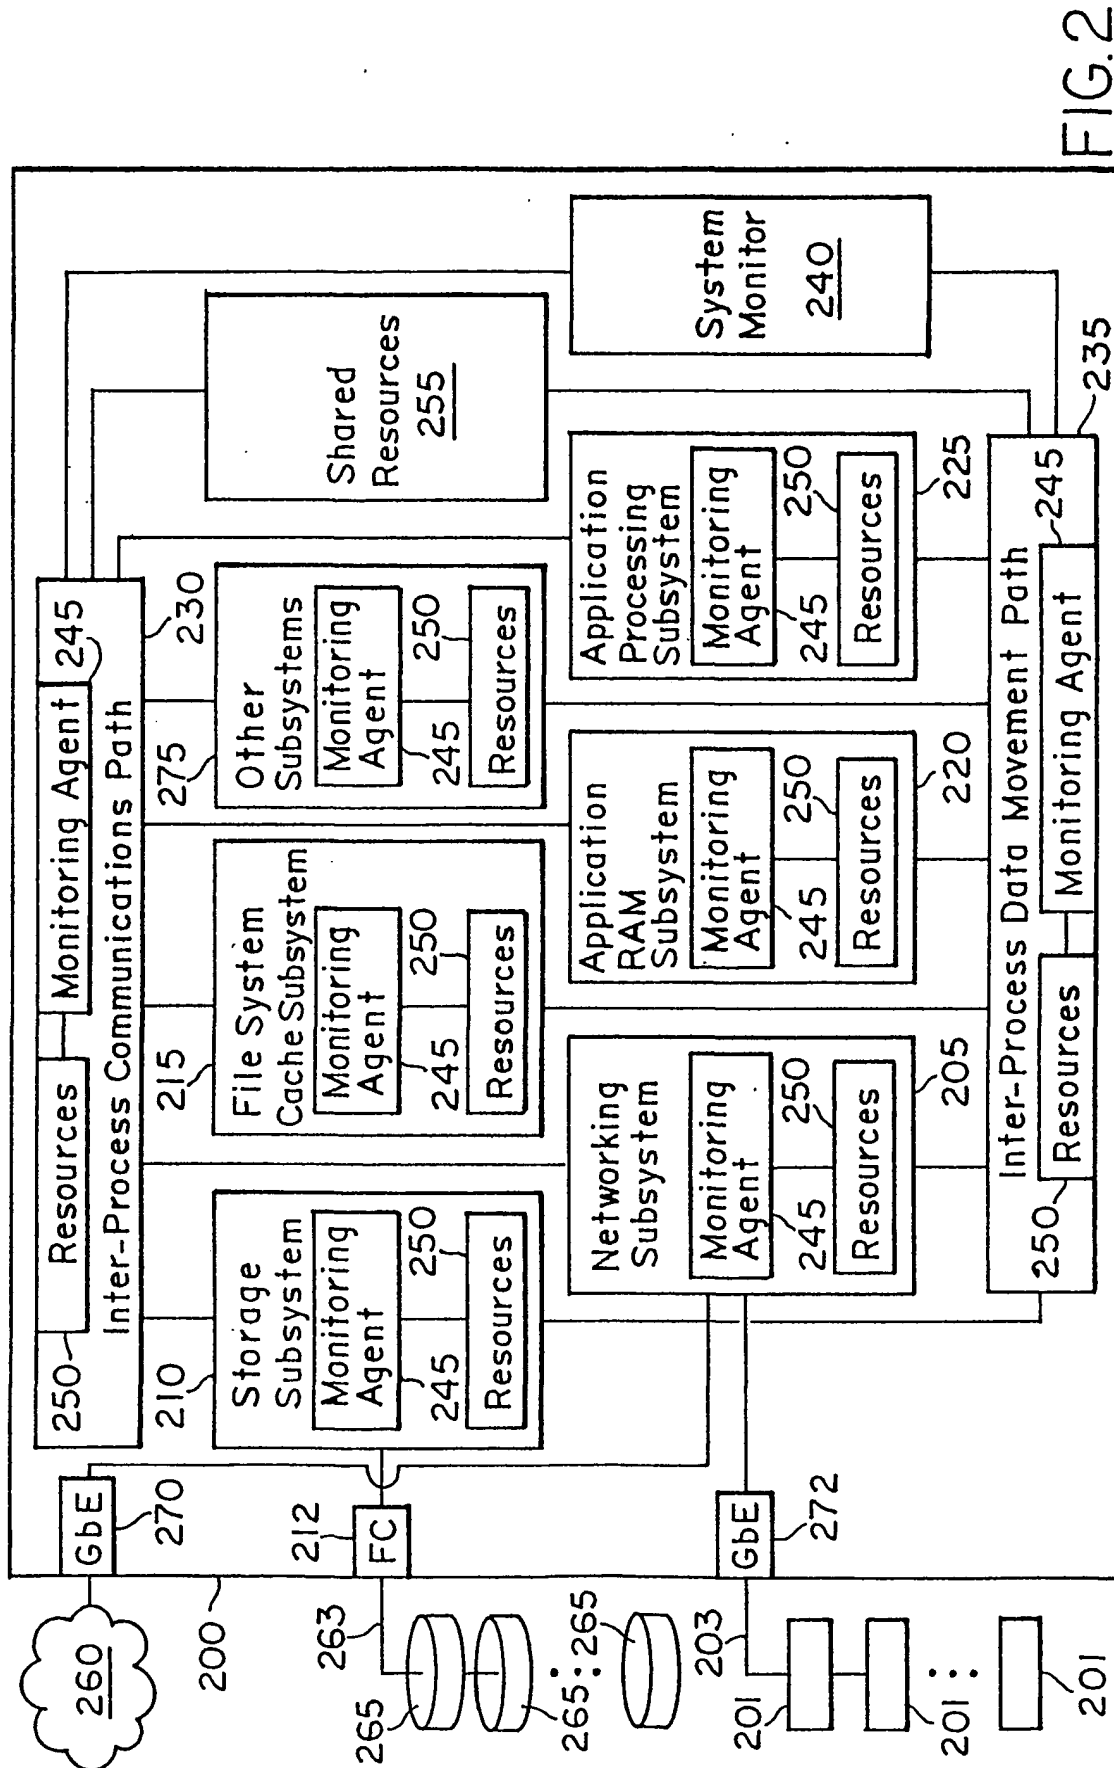 250
Resources
Monitoring Agent
245
Inter-Process Communications Path
230
GbE
270
260
200
210
Storage
Subsystem
Monitoring
Agent
245
250
Resources
215
File System
Cache Subsystem
Monitoring
Agent
245
250
Resources
275
Other
Subsystems
Monitoring
Agent
245
250
Resources
Shared
Resources
255
212
FC
263
265
265
265
Networking
Subsystem
Monitoring
Agent
245
250
Resources
205
Application
RAM
Subsystem
Monitoring
Agent
245
250
Resources
220
Application
Processing
Subsystem
Monitoring
Agent
245
250
Resources
225
System
Monitor
240
GbE
272
203
201
201
201
Inter-Process Data Movement Path
250
Resources
Monitoring Agent
245
235
FIG. 2